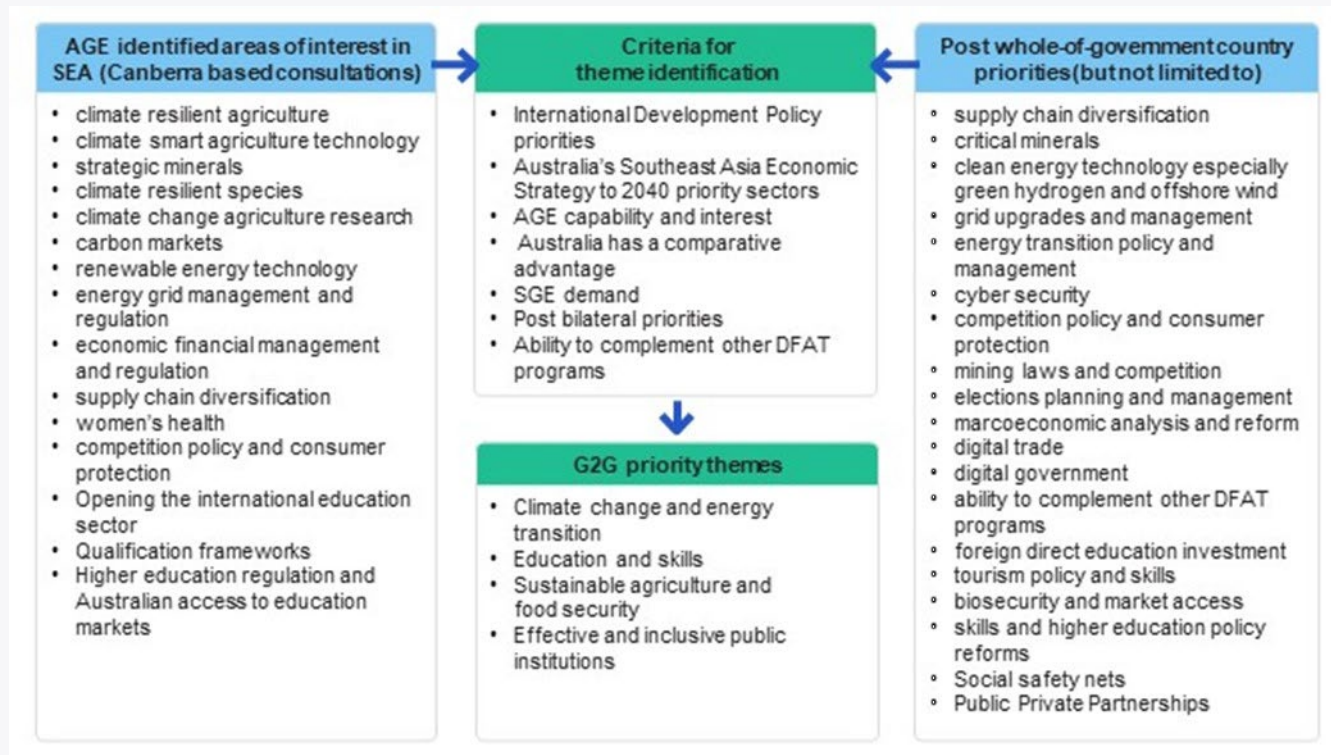 AGE identified areas of interest in
SEA (Canberra based consultations)
• climate resilient agriculture
• climate smart agriculture technology
• strategic minerals
• climate resilient species
• climate change agriculture research
• carbon markets
• renewable energy technology
• energy grid management and
regulation
• economic financial management
and regulation
• supply chain diversification
• women's health
• competition policy and consumer
protection
• Opening the international education
sector
• Qualification frameworks
• Higher education regulation and
Australian access to education
markets
Criteria for
theme identification
• International Development Policy
priorities
• Australia's Southeast Asia Economic
Strategy to 2040 priority sectors
• AGE capability and interest
• Australia has a comparative
advantage
• SGE demand
• Post bilateral priorities
• Ability to complement other DFAT
programs
G2G priority themes
• Climate change and energy
transition
• Education and skills
• Sustainable agriculture and
food security
• Effective and inclusive public
institutions
Post whole-of-government country
priorities (but not limited to)
• supply chain diversification
• critical minerals
• clean energy technology especially
green hydrogen and offshore wind
• grid upgrades and management
• energy transition policy and
management
• cyber security
• competition policy and consumer
protection
• mining laws and competition
• elections planning and management
• marcoeconomic analysis and reform
• digital trade
• digital government
• ability to complement other DFAT
programs
• foreign direct education investment
• tourism policy and skills
• biosecurity and market access
• skills and higher education policy
reforms
• Social safety nets
• Public Private Partnerships